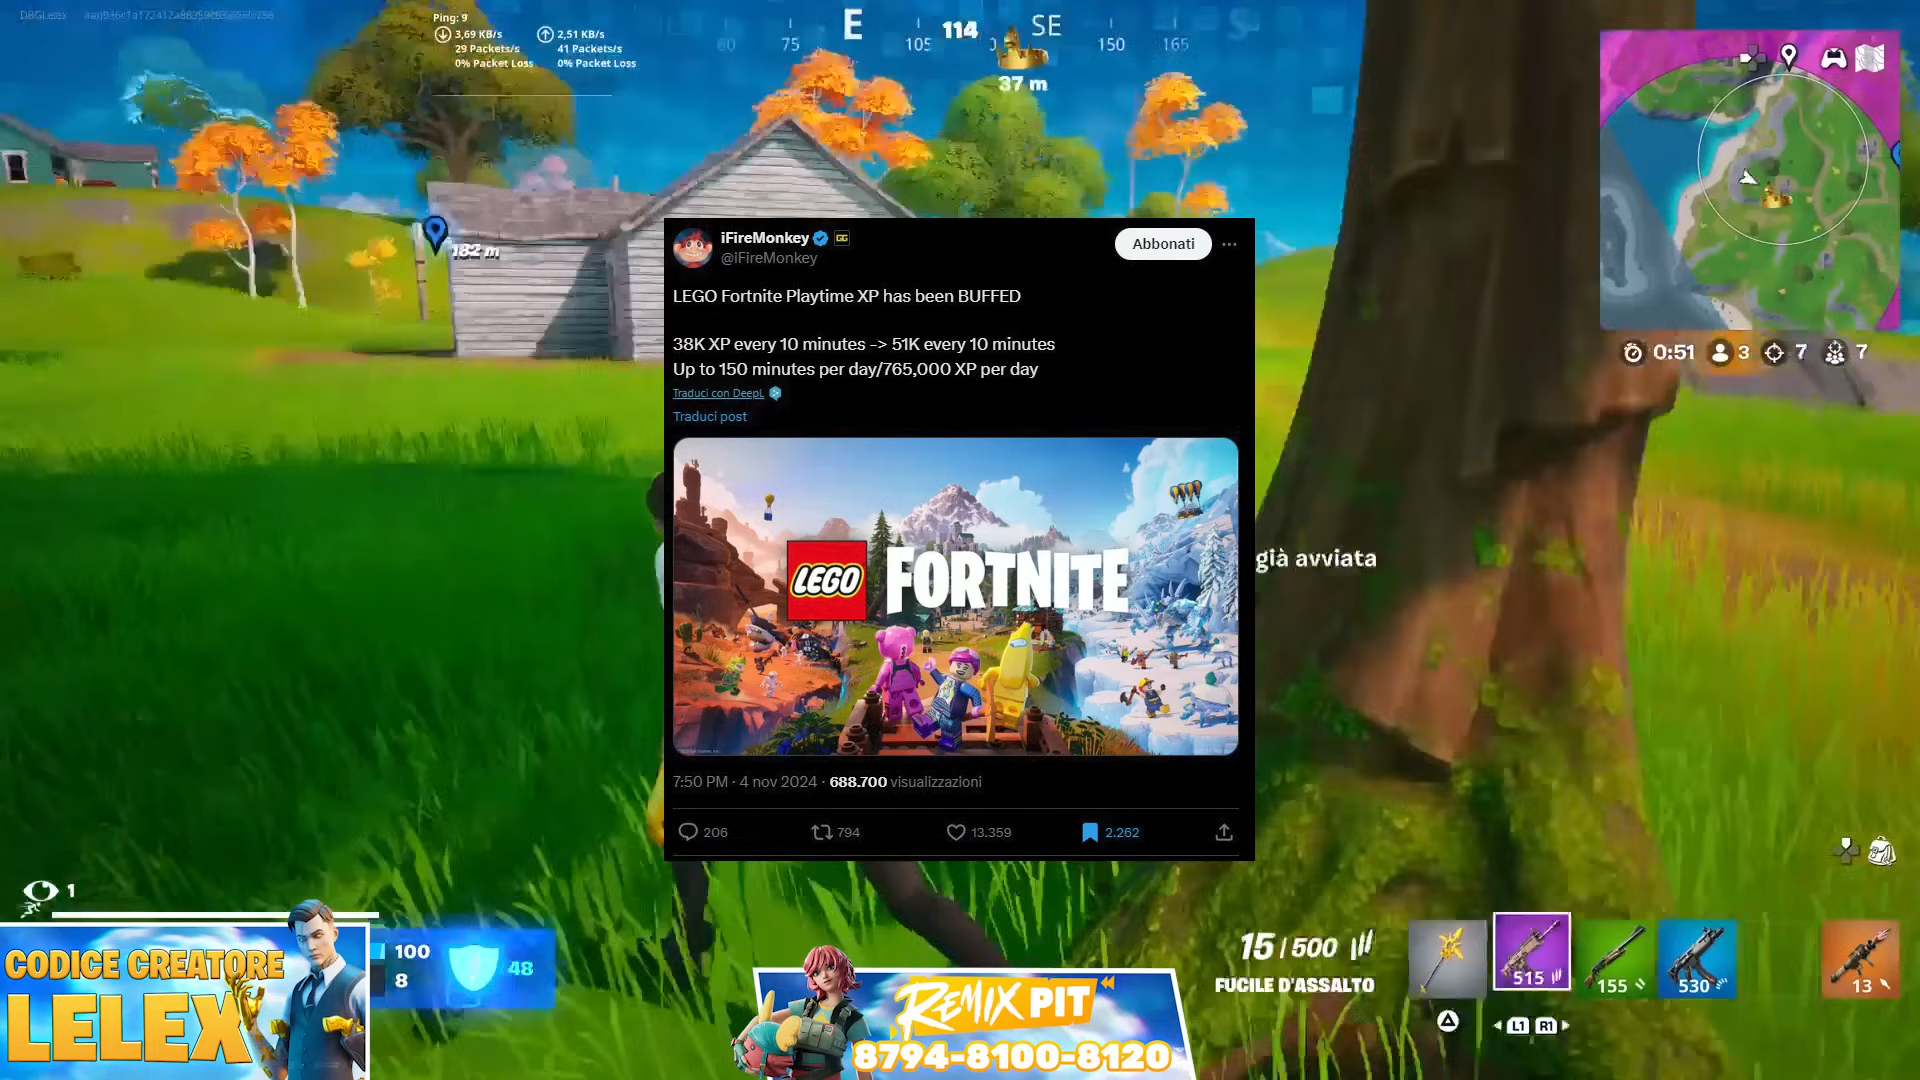 DBGLelex
Ping: 9
3,69 KB/s
2,51 KB/s
29 Packets/s
41 Packets/s
0% Packet Loss
0% Packet Loss
60 75 E 105 114 SE 150 165 S
37 m
182 m
0:51 3 7 7
iFireMonkey GG
@iFireMonkey
Abbonati
LEGO Fortnite Playtime XP has been BUFFED
38K XP every 10 minutes -> 51K every 10 minutes
Up to 150 minutes per day/765,000 XP per day
Traduci con DeepL
Traduci post
LEGO FORTNITE
già avviata
7:50 PM · 4 nov 2024 · 688.700 visualizzazioni
206 794 13.359 2.262
1
CODICE CREATORE
LELEX
100
8
48
REMIX PIT
8794-8100-8120
15 / 500
FUCILE D'ASSALTO
515 155 530 13
L1 R1